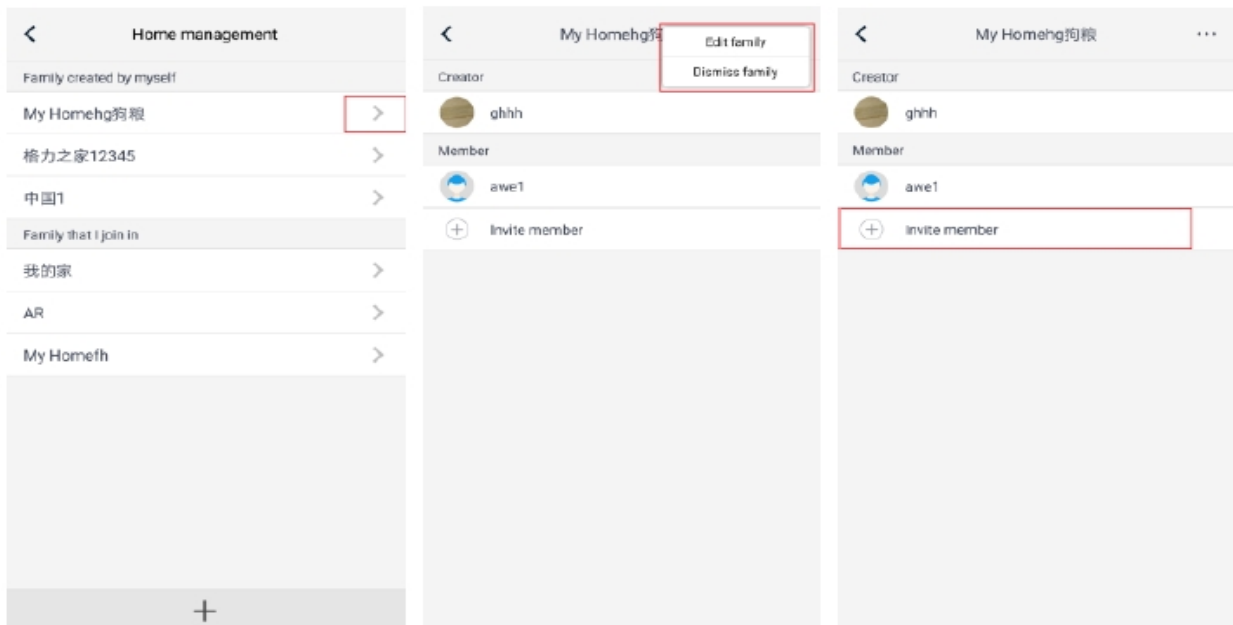 Home management
Family created by myself
My Homehg狗粮
格力之家12345
中国1
Family that I join in
我的家
AR
My Homefh
+
My Homehg狗
Edit family
Dismiss family
Creator
ghhh
Member
awe1
Invite member
My Homehg狗粮
...
Creator
ghhh
Member
awe1
Invite member